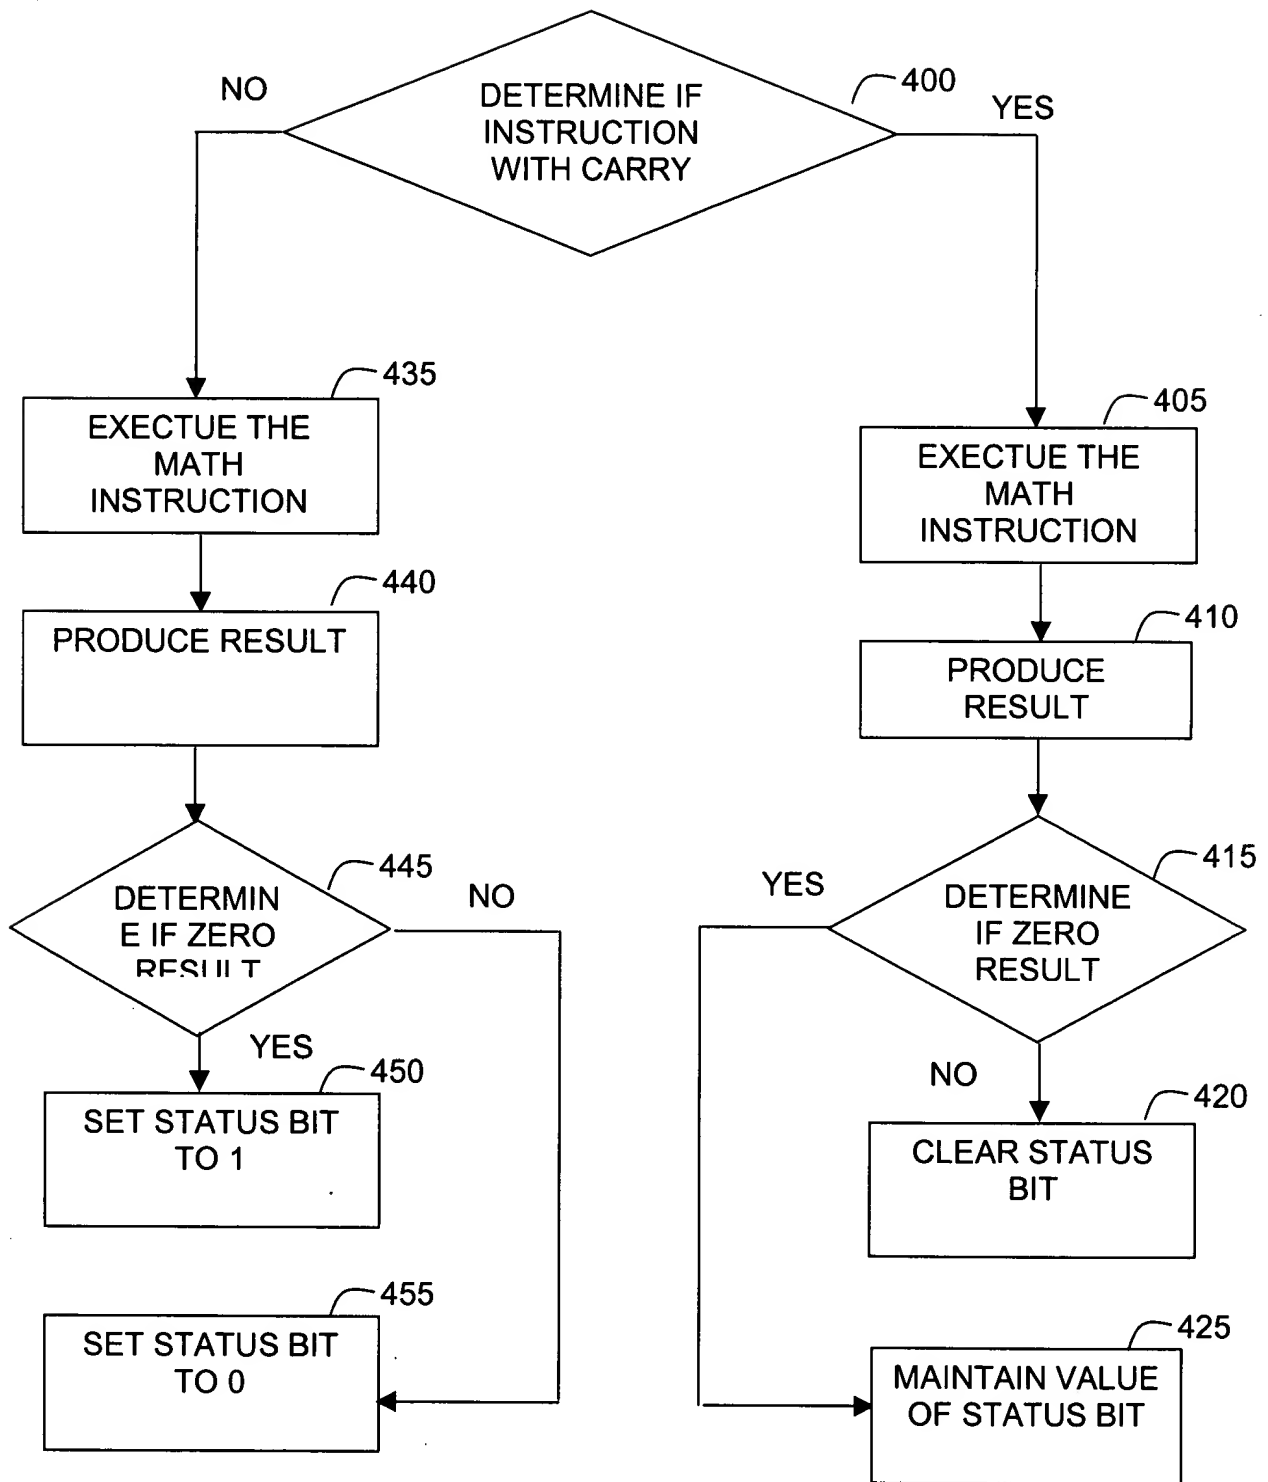 NO
DETERMINE IF
INSTRUCTION
WITH CARRY
400
YES
435
EXECTUE THE
MATH
INSTRUCTION
405
EXECTUE THE
MATH
INSTRUCTION
440
PRODUCE RESULT
410
PRODUCE
RESULT
445
DETERMIN
E IF ZERO
RESULT
NO
YES
415
DETERMINE
IF ZERO
RESULT
YES
450
SET STATUS BIT
TO 1
NO
420
CLEAR STATUS
BIT
455
SET STATUS BIT
TO 0
425
MAINTAIN VALUE
OF STATUS BIT